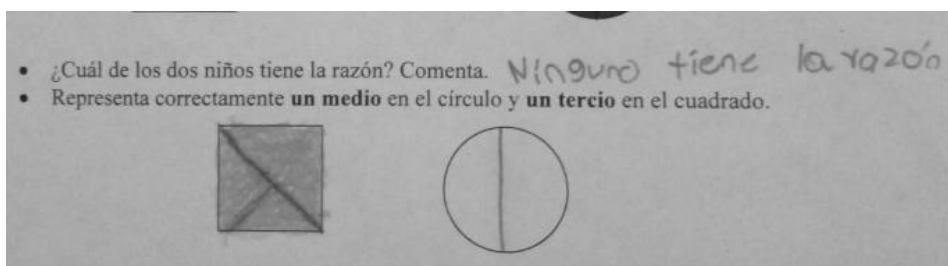 • ¿Cuál de los dos niños tiene la razón? Comenta. Ninguno tiene la razón
• Representa correctamente un medio en el círculo y un tercio en el cuadrado.